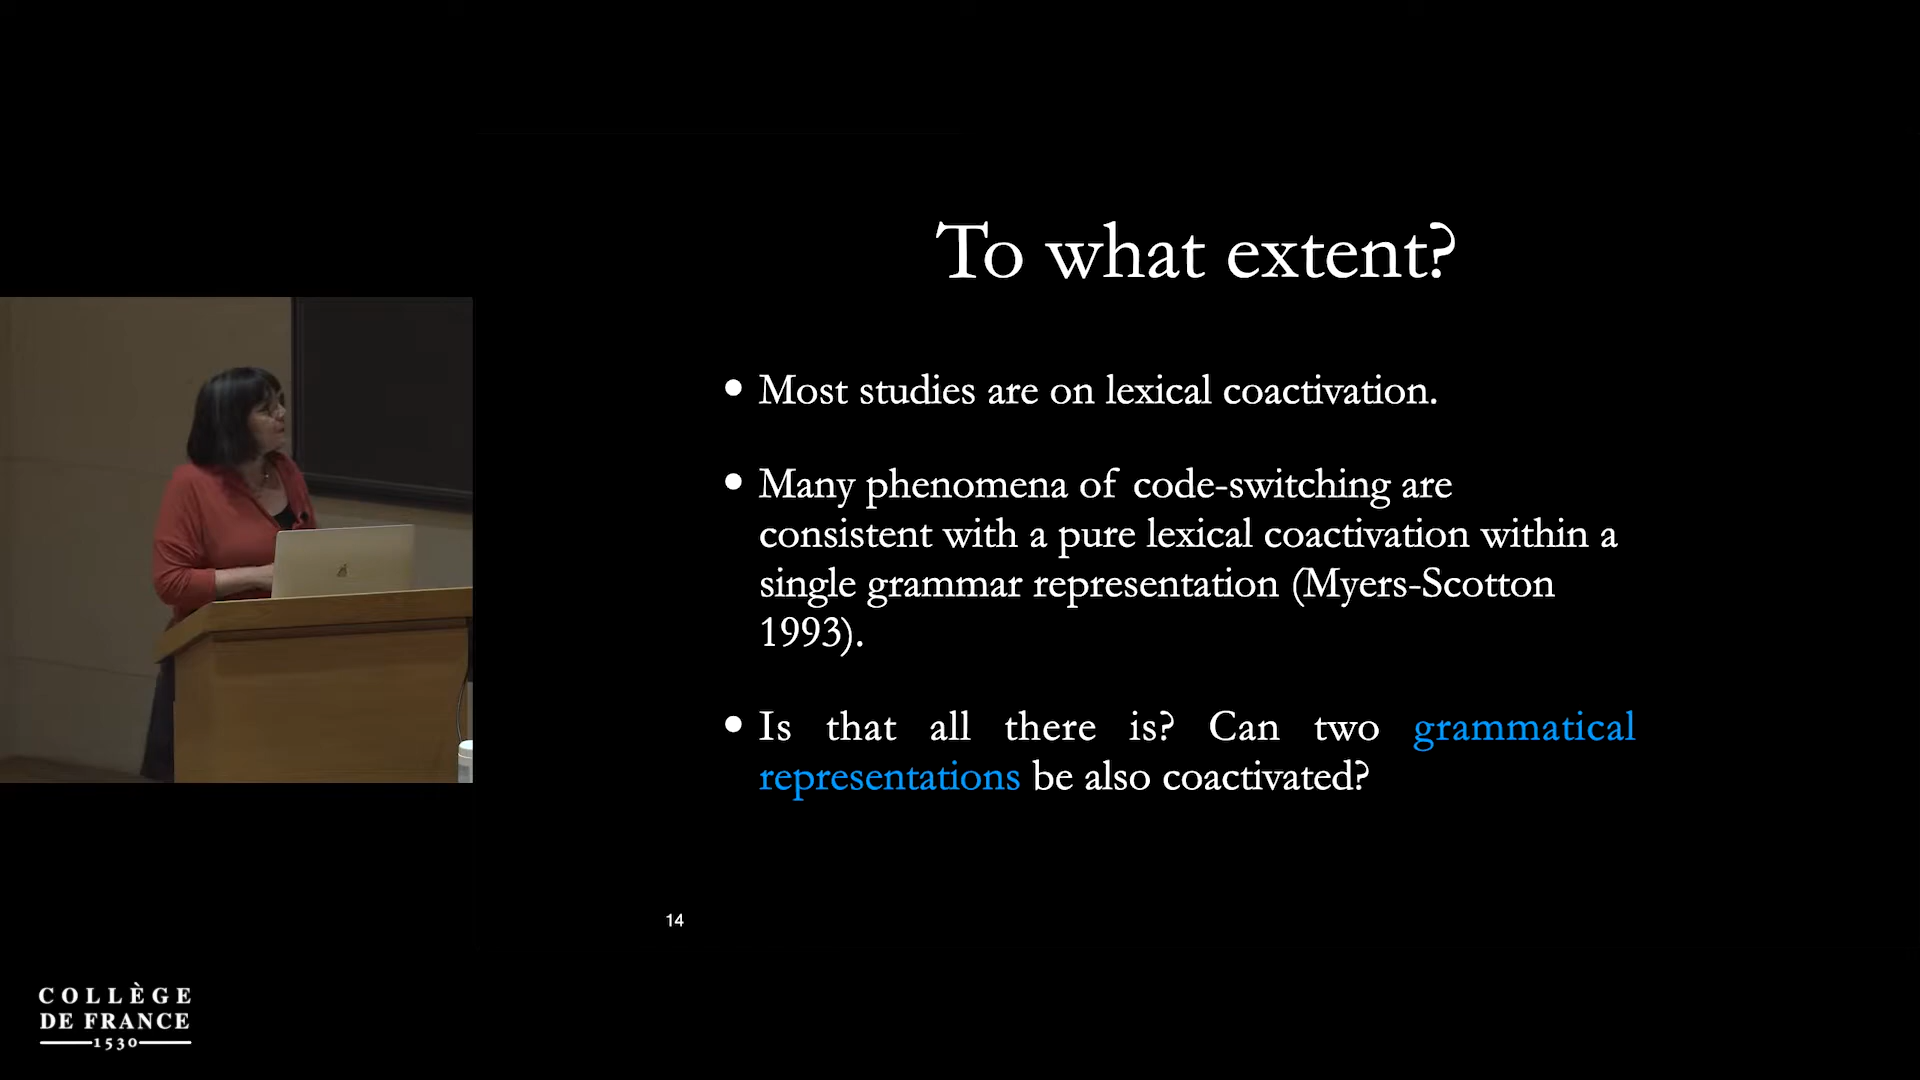 To what extent?
• Most studies are on lexical coactivation.
• Many phenomena of code-switching are
consistent with a pure lexical coactivation within a
single grammar representation (Myers-Scotton
1993).
• Is that all there is? Can two grammatical
representations be also coactivated?
14
COLLÈGE
DE FRANCE
1530